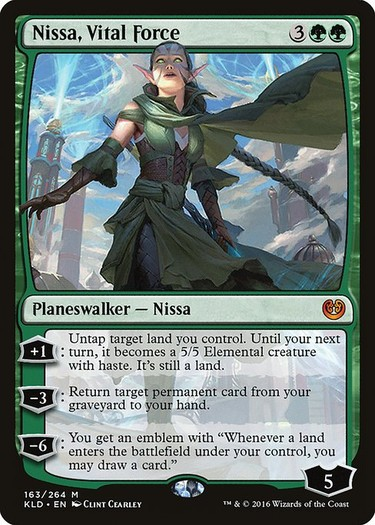 Nissa, Vital Force 3
Planeswalker — Nissa
+1 : Untap target land you control. Until your next
turn, it becomes a 5/5 Elemental creature
with haste. It's still a land.
-3 : Return target permanent card from your
graveyard to your hand.
-6 : You get an emblem with “Whenever a land
enters the battlefield under your control, you
may draw a card.”
5
163/264 M
KLD • EN Clint Cearley
™ & © 2016 Wizards of the Coast